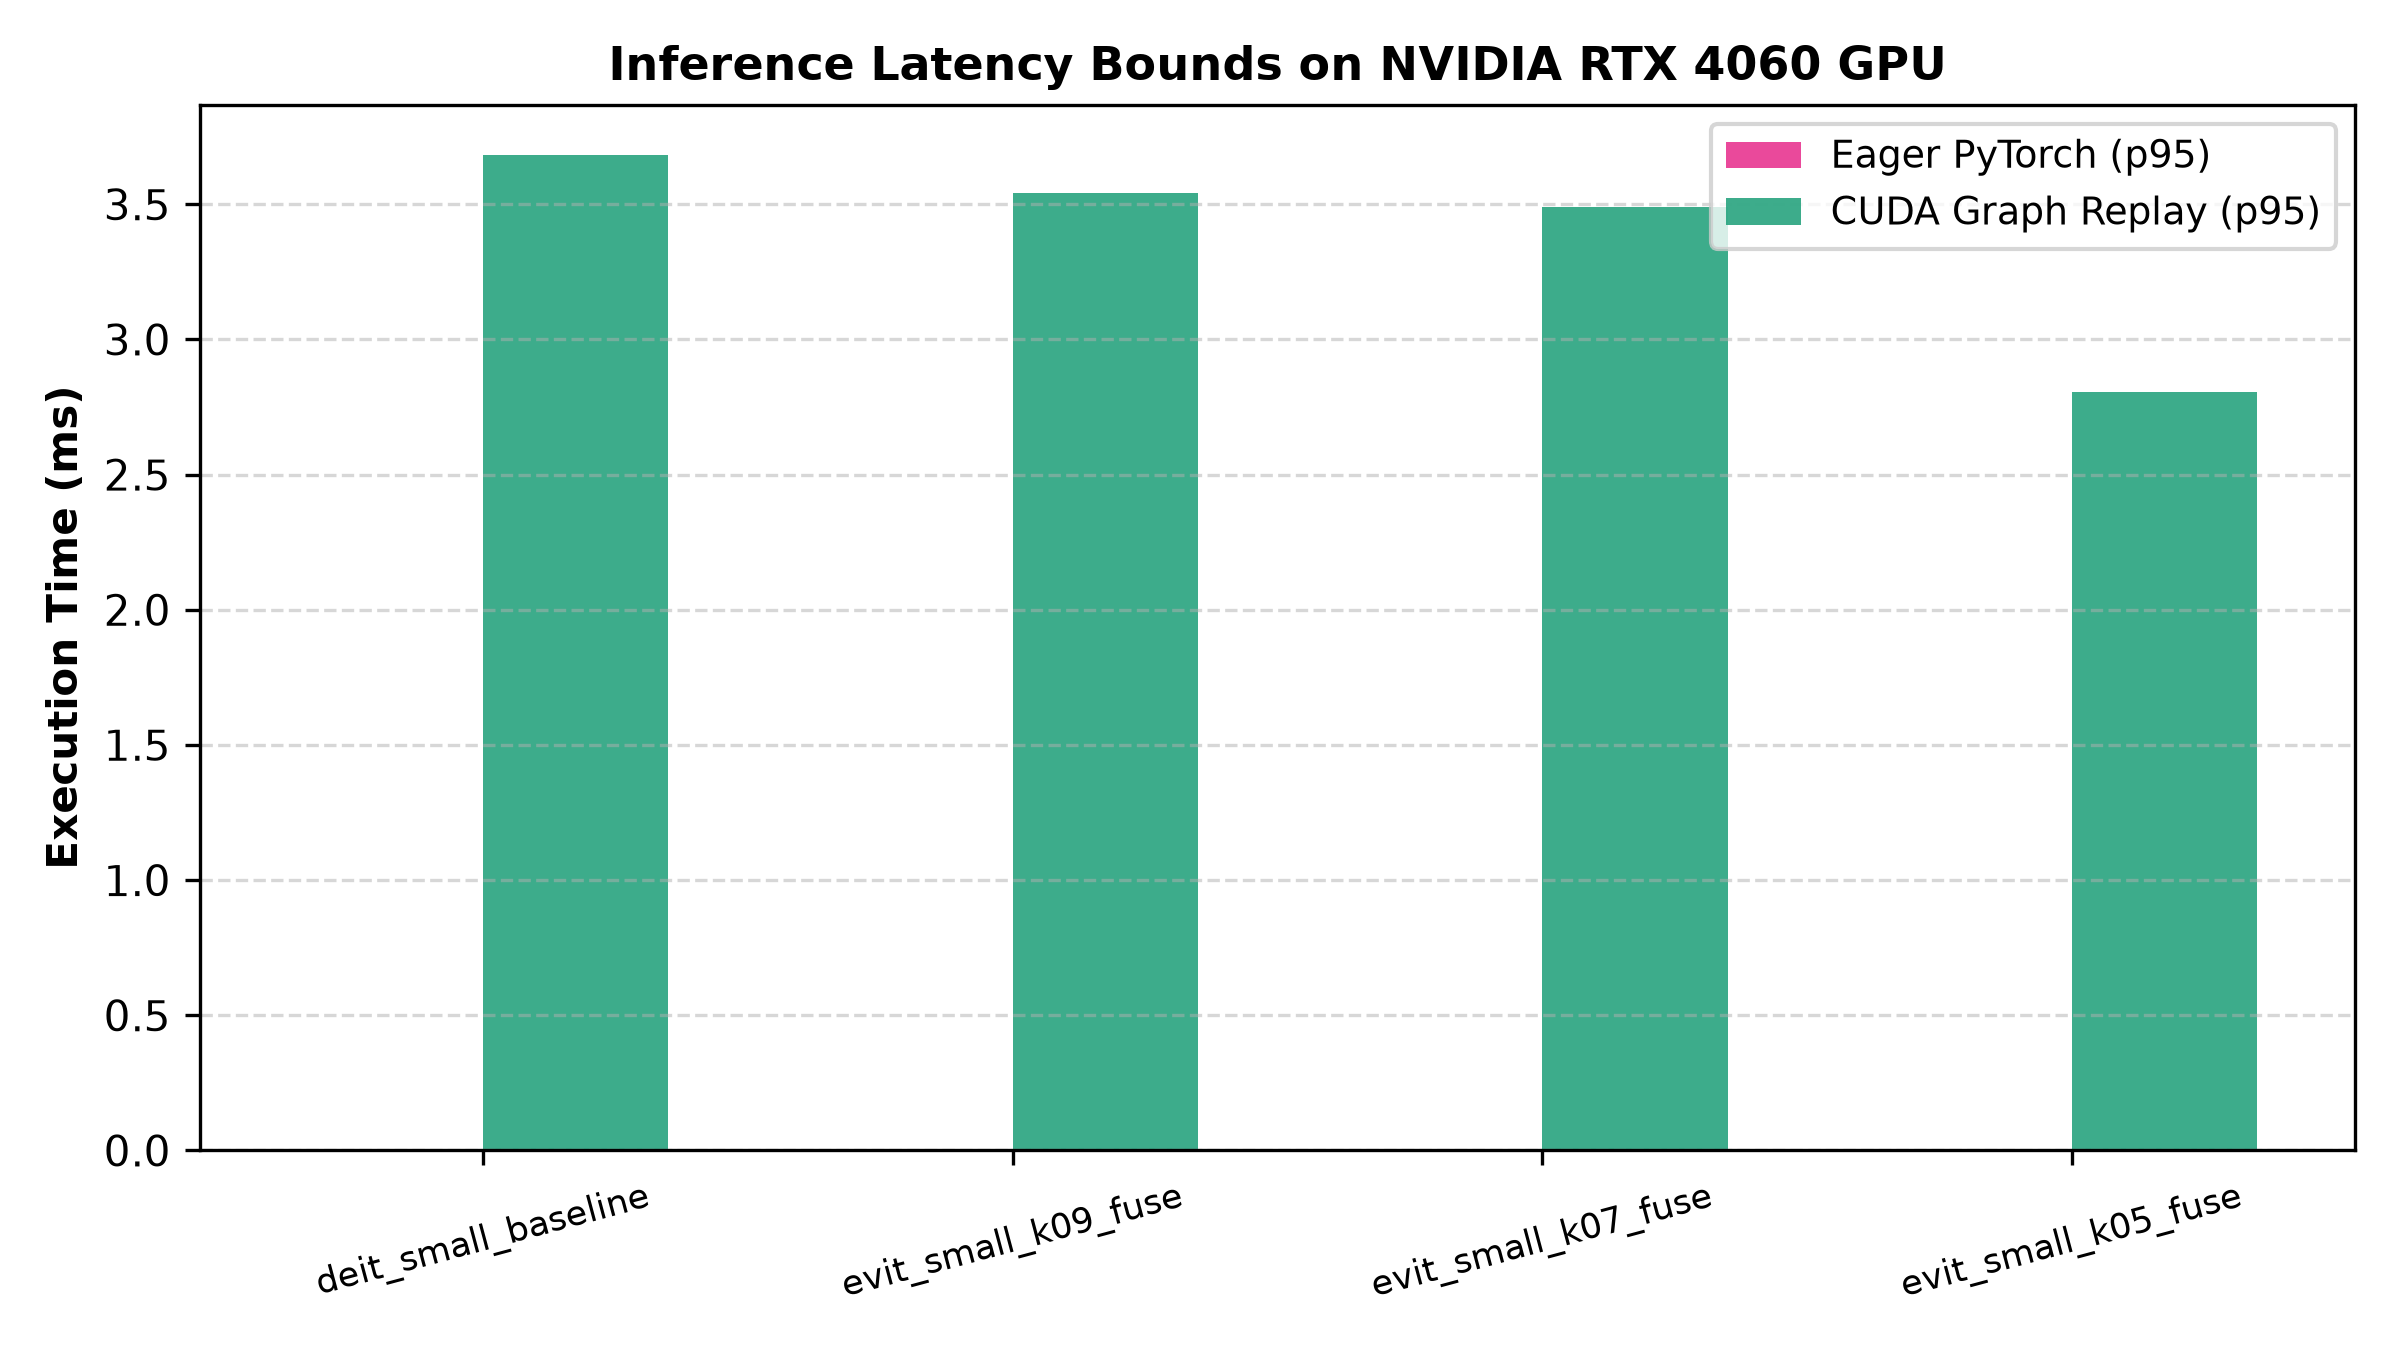 Inference Latency Bounds on NVIDIA RTX 4060 GPU
Eager PyTorch (p95)
CUDA Graph Replay (p95)
Execution Time (ms)
3.5
3.0
2.5
2.0
1.5
1.0
0.5
0.0
deit_small_baseline
evit_small_k09_fuse
evit_small_k07_fuse
evit_small_k05_fuse